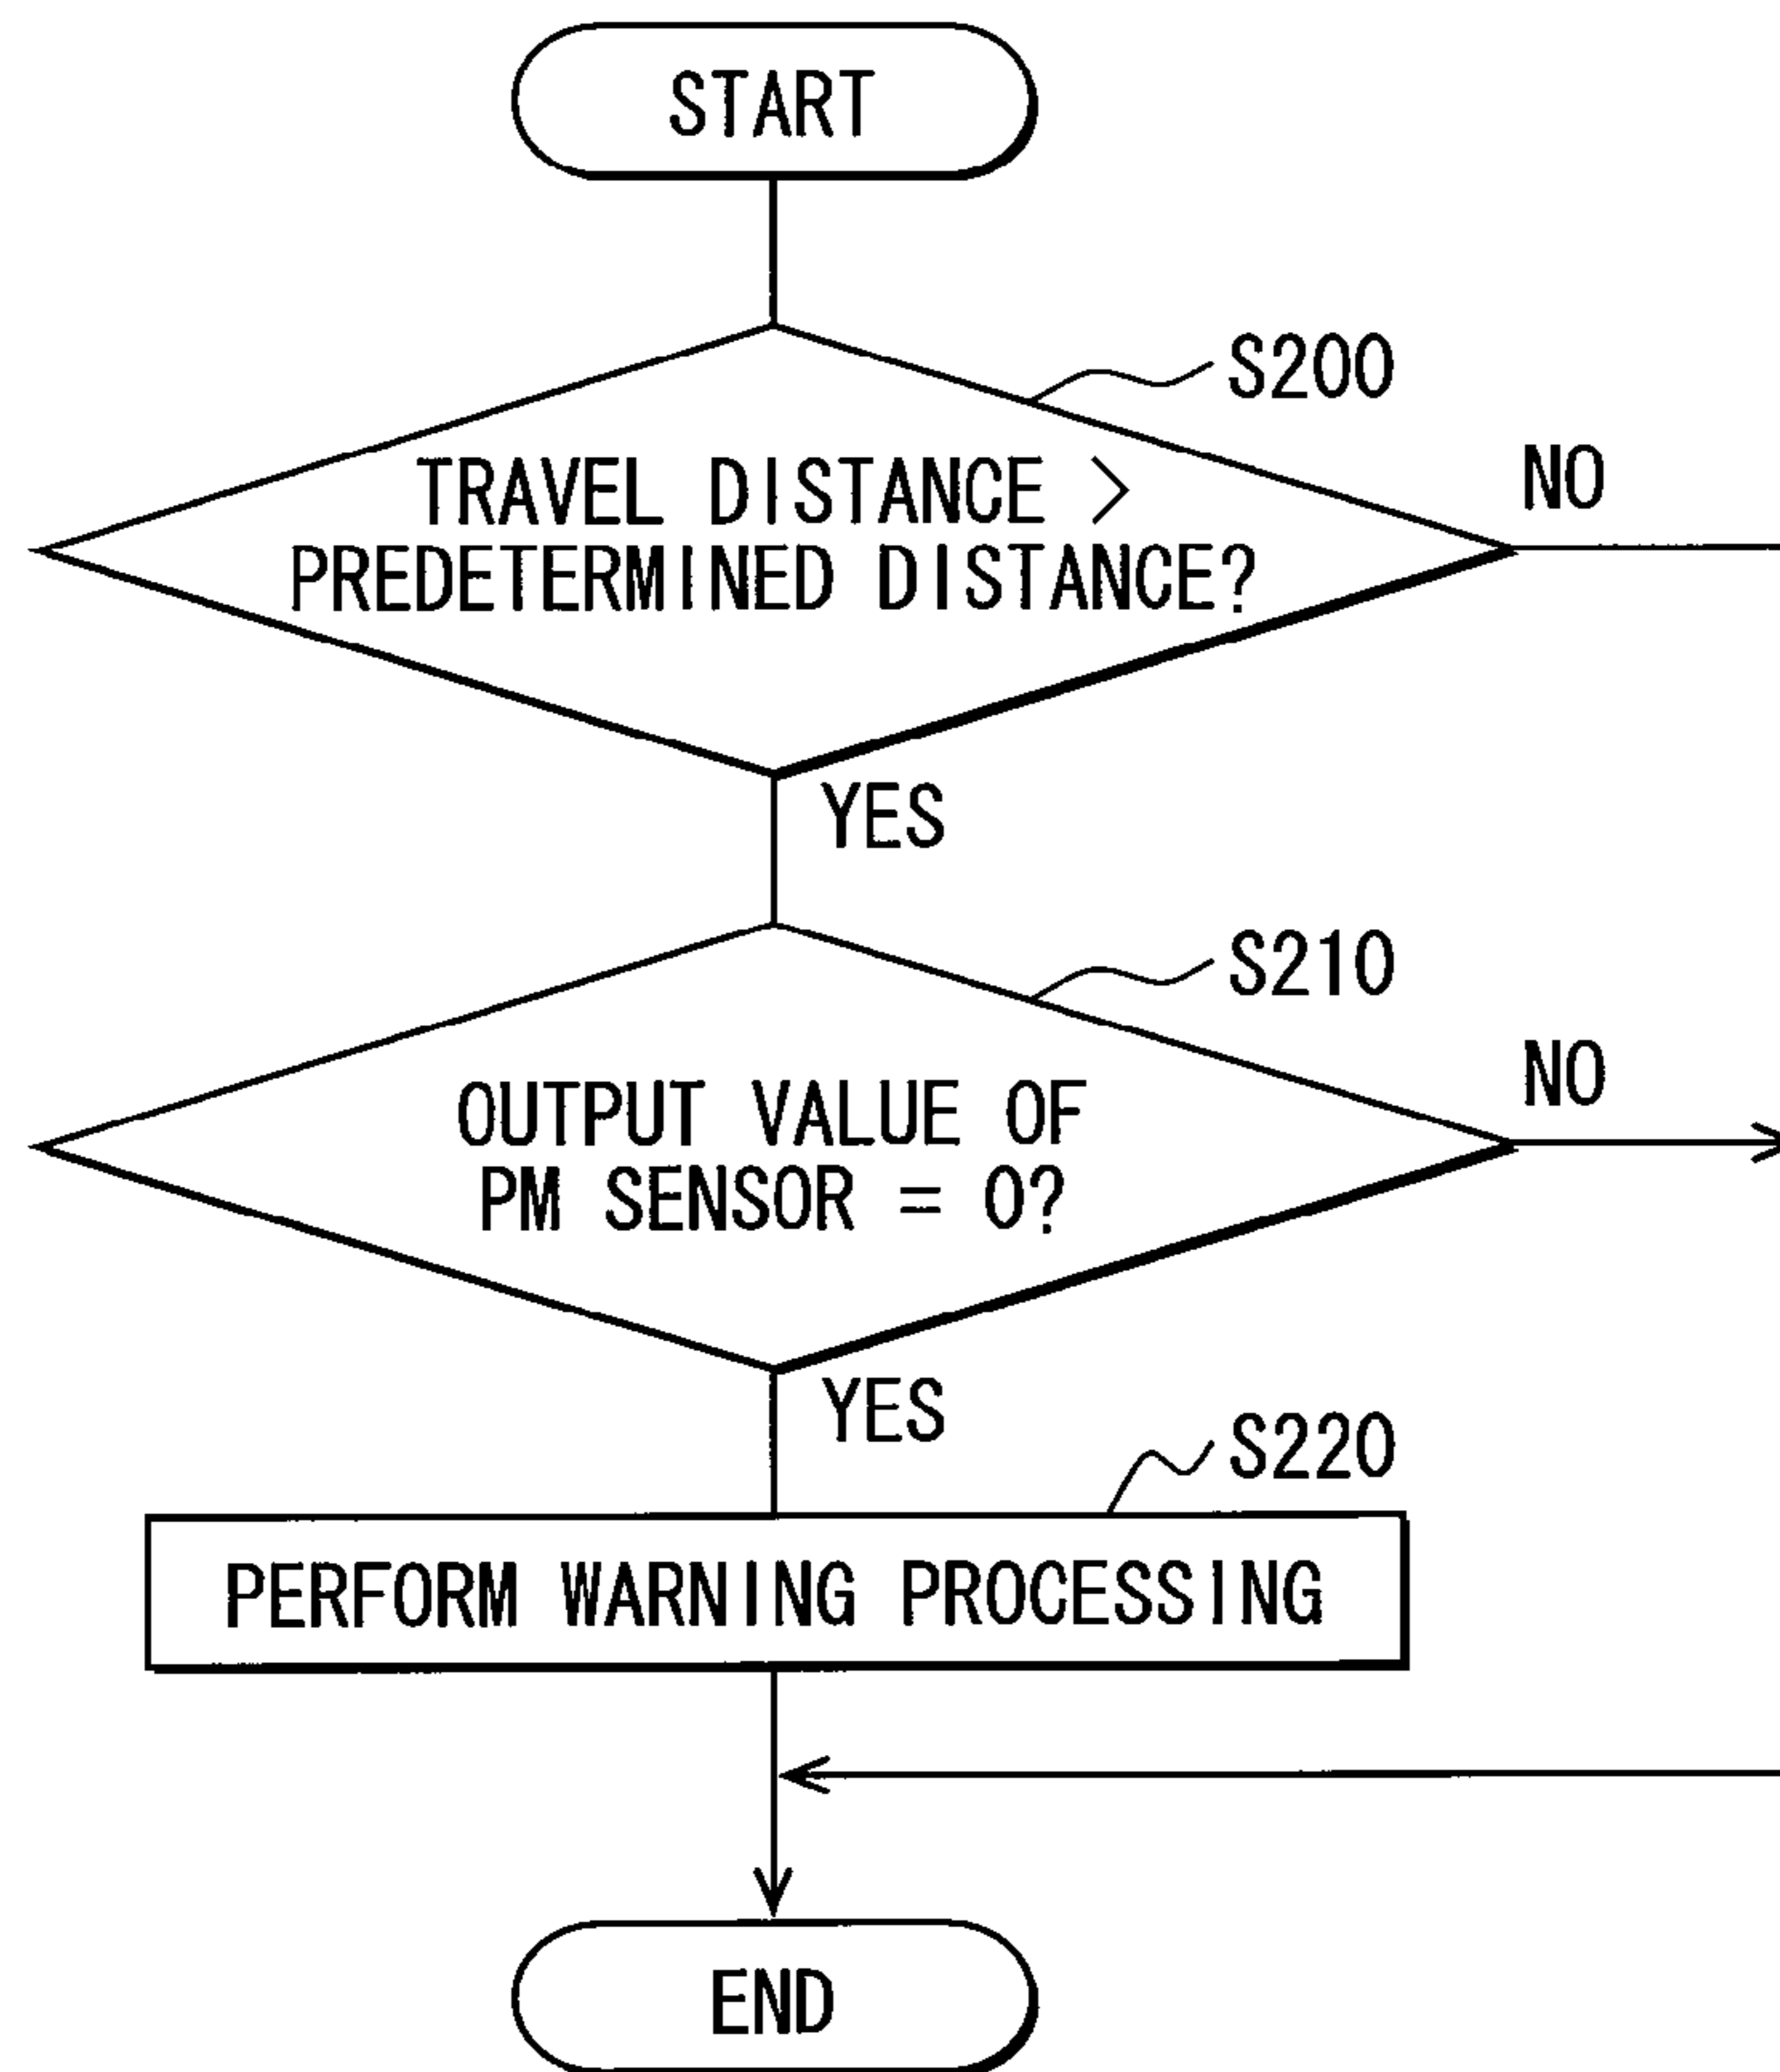 START
S200
TRAVEL DISTANCE >
PREDETERMINED DISTANCE?
NO
YES
S210
OUTPUT VALUE OF
PM SENSOR = 0?
NO
YES
S220
PERFORM WARNING PROCESSING
END